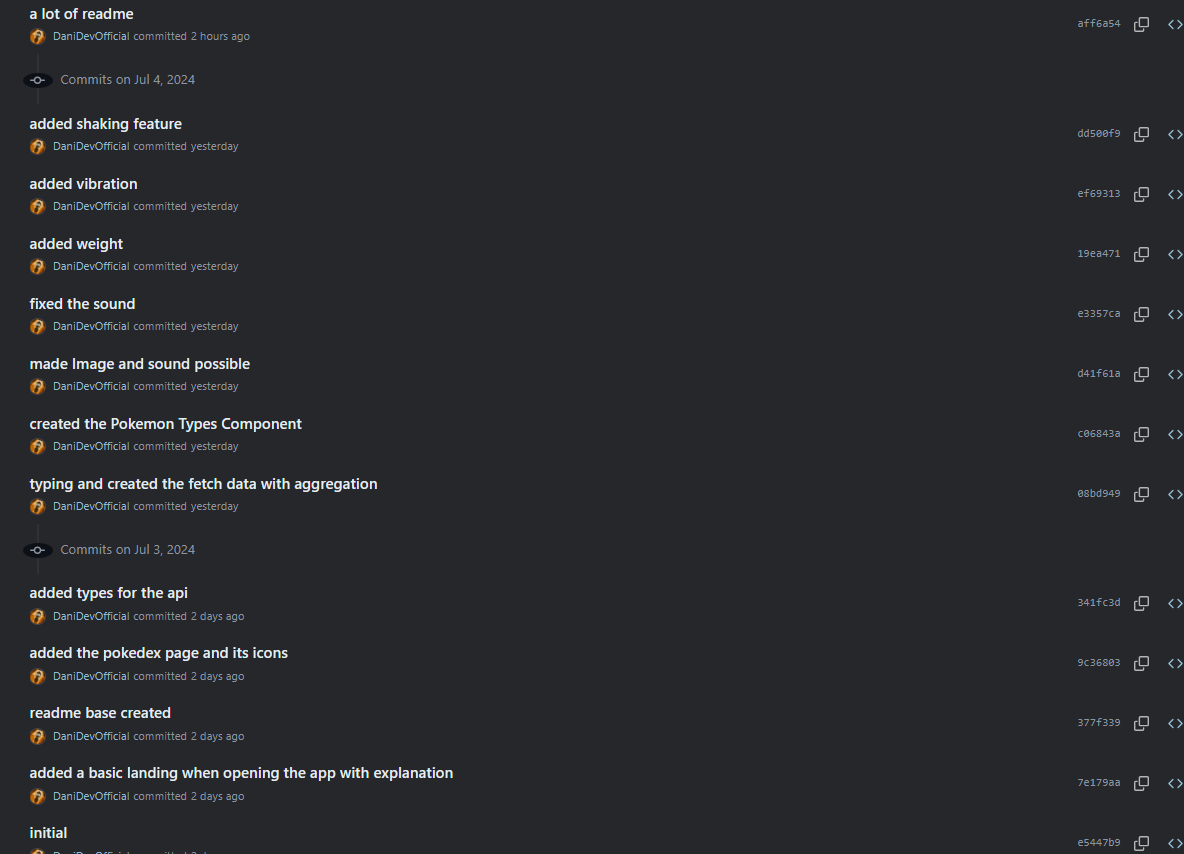 a lot of readme
aff6a54
DaniDevOfficial committed 2 hours ago
Commits on Jul 4, 2024
added shaking feature
dd500f9
DaniDevOfficial committed yesterday
added vibration
ef69313
DaniDevOfficial committed yesterday
added weight
19ea471
DaniDevOfficial committed yesterday
fixed the sound
e3357ca
DaniDevOfficial committed yesterday
made Image and sound possible
d41f61a
DaniDevOfficial committed yesterday
created the Pokemon Types Component
c06843a
DaniDevOfficial committed yesterday
typing and created the fetch data with aggregation
08bd949
DaniDevOfficial committed yesterday
Commits on Jul 3, 2024
added types for the api
341fc3d
DaniDevOfficial committed 2 days ago
added the pokedex page and its icons
9c36803
DaniDevOfficial committed 2 days ago
readme base created
377f339
DaniDevOfficial committed 2 days ago
added a basic landing when opening the app with explanation
7e179aa
DaniDevOfficial committed 2 days ago
initial
e5447b9